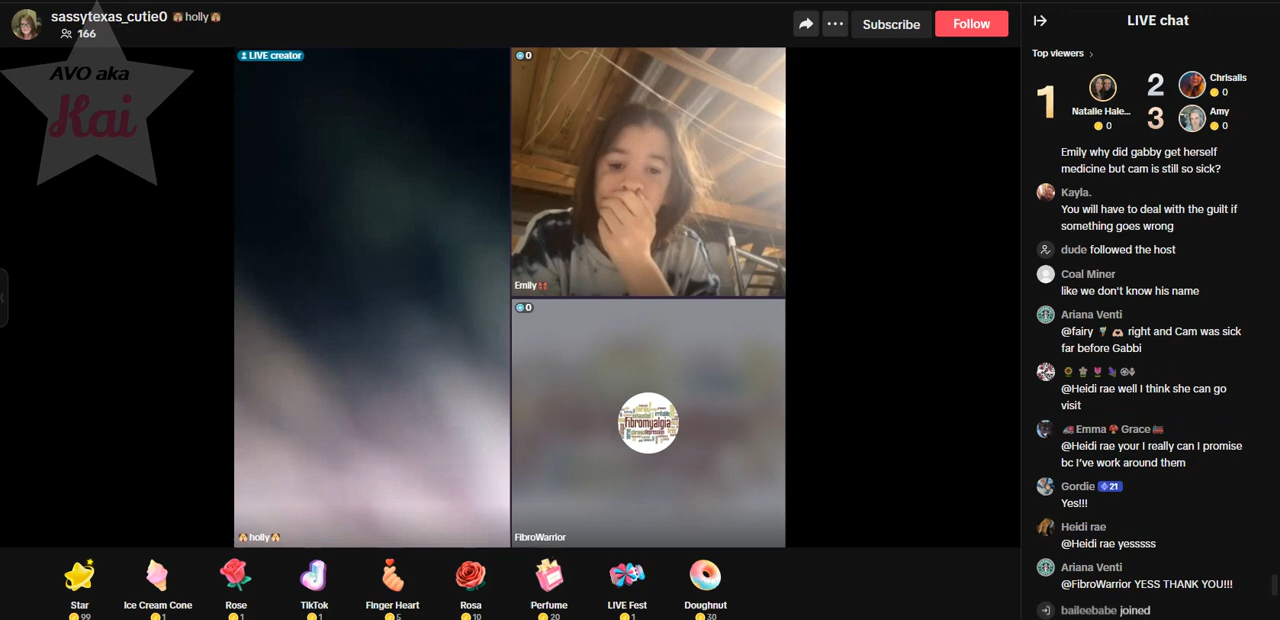 sassytexas_cutie0 🙈holly🙈
166
AVO aka
Kai
Subscribe
Follow
LIVE chat
LIVE creator
0
Emily
0
Fibromyalgia
🙈holly🙈
FibroWarrior
Star
99
Ice Cream Cone
1
Rose
1
TikTok
1
Finger Heart
5
Rosa
10
Perfume
20
LIVE Fest
1
Doughnut
30
Top viewers
1
Natalie Hale...
0
2
Chrisalis
0
3
Amy
0
Emily why did gabby get herself
medicine but cam is still so sick?
Kayla.
You will have to deal with the guilt if
something goes wrong
dude followed the host
Coal Miner
like we don't know his name
Ariana Venti
@fairy right and Cam was sick
far before Gabbi
@Heidi rae well I think she can go
visit
Emma Grace
@Heidi rae your I really can I promise
bc I've work around them
Gordie 21
Yes!!!
Heidi rae
@Heidi rae yesssss
Ariana Venti
@FibroWarrior YESS THANK YOU!!!
baileebabe joined